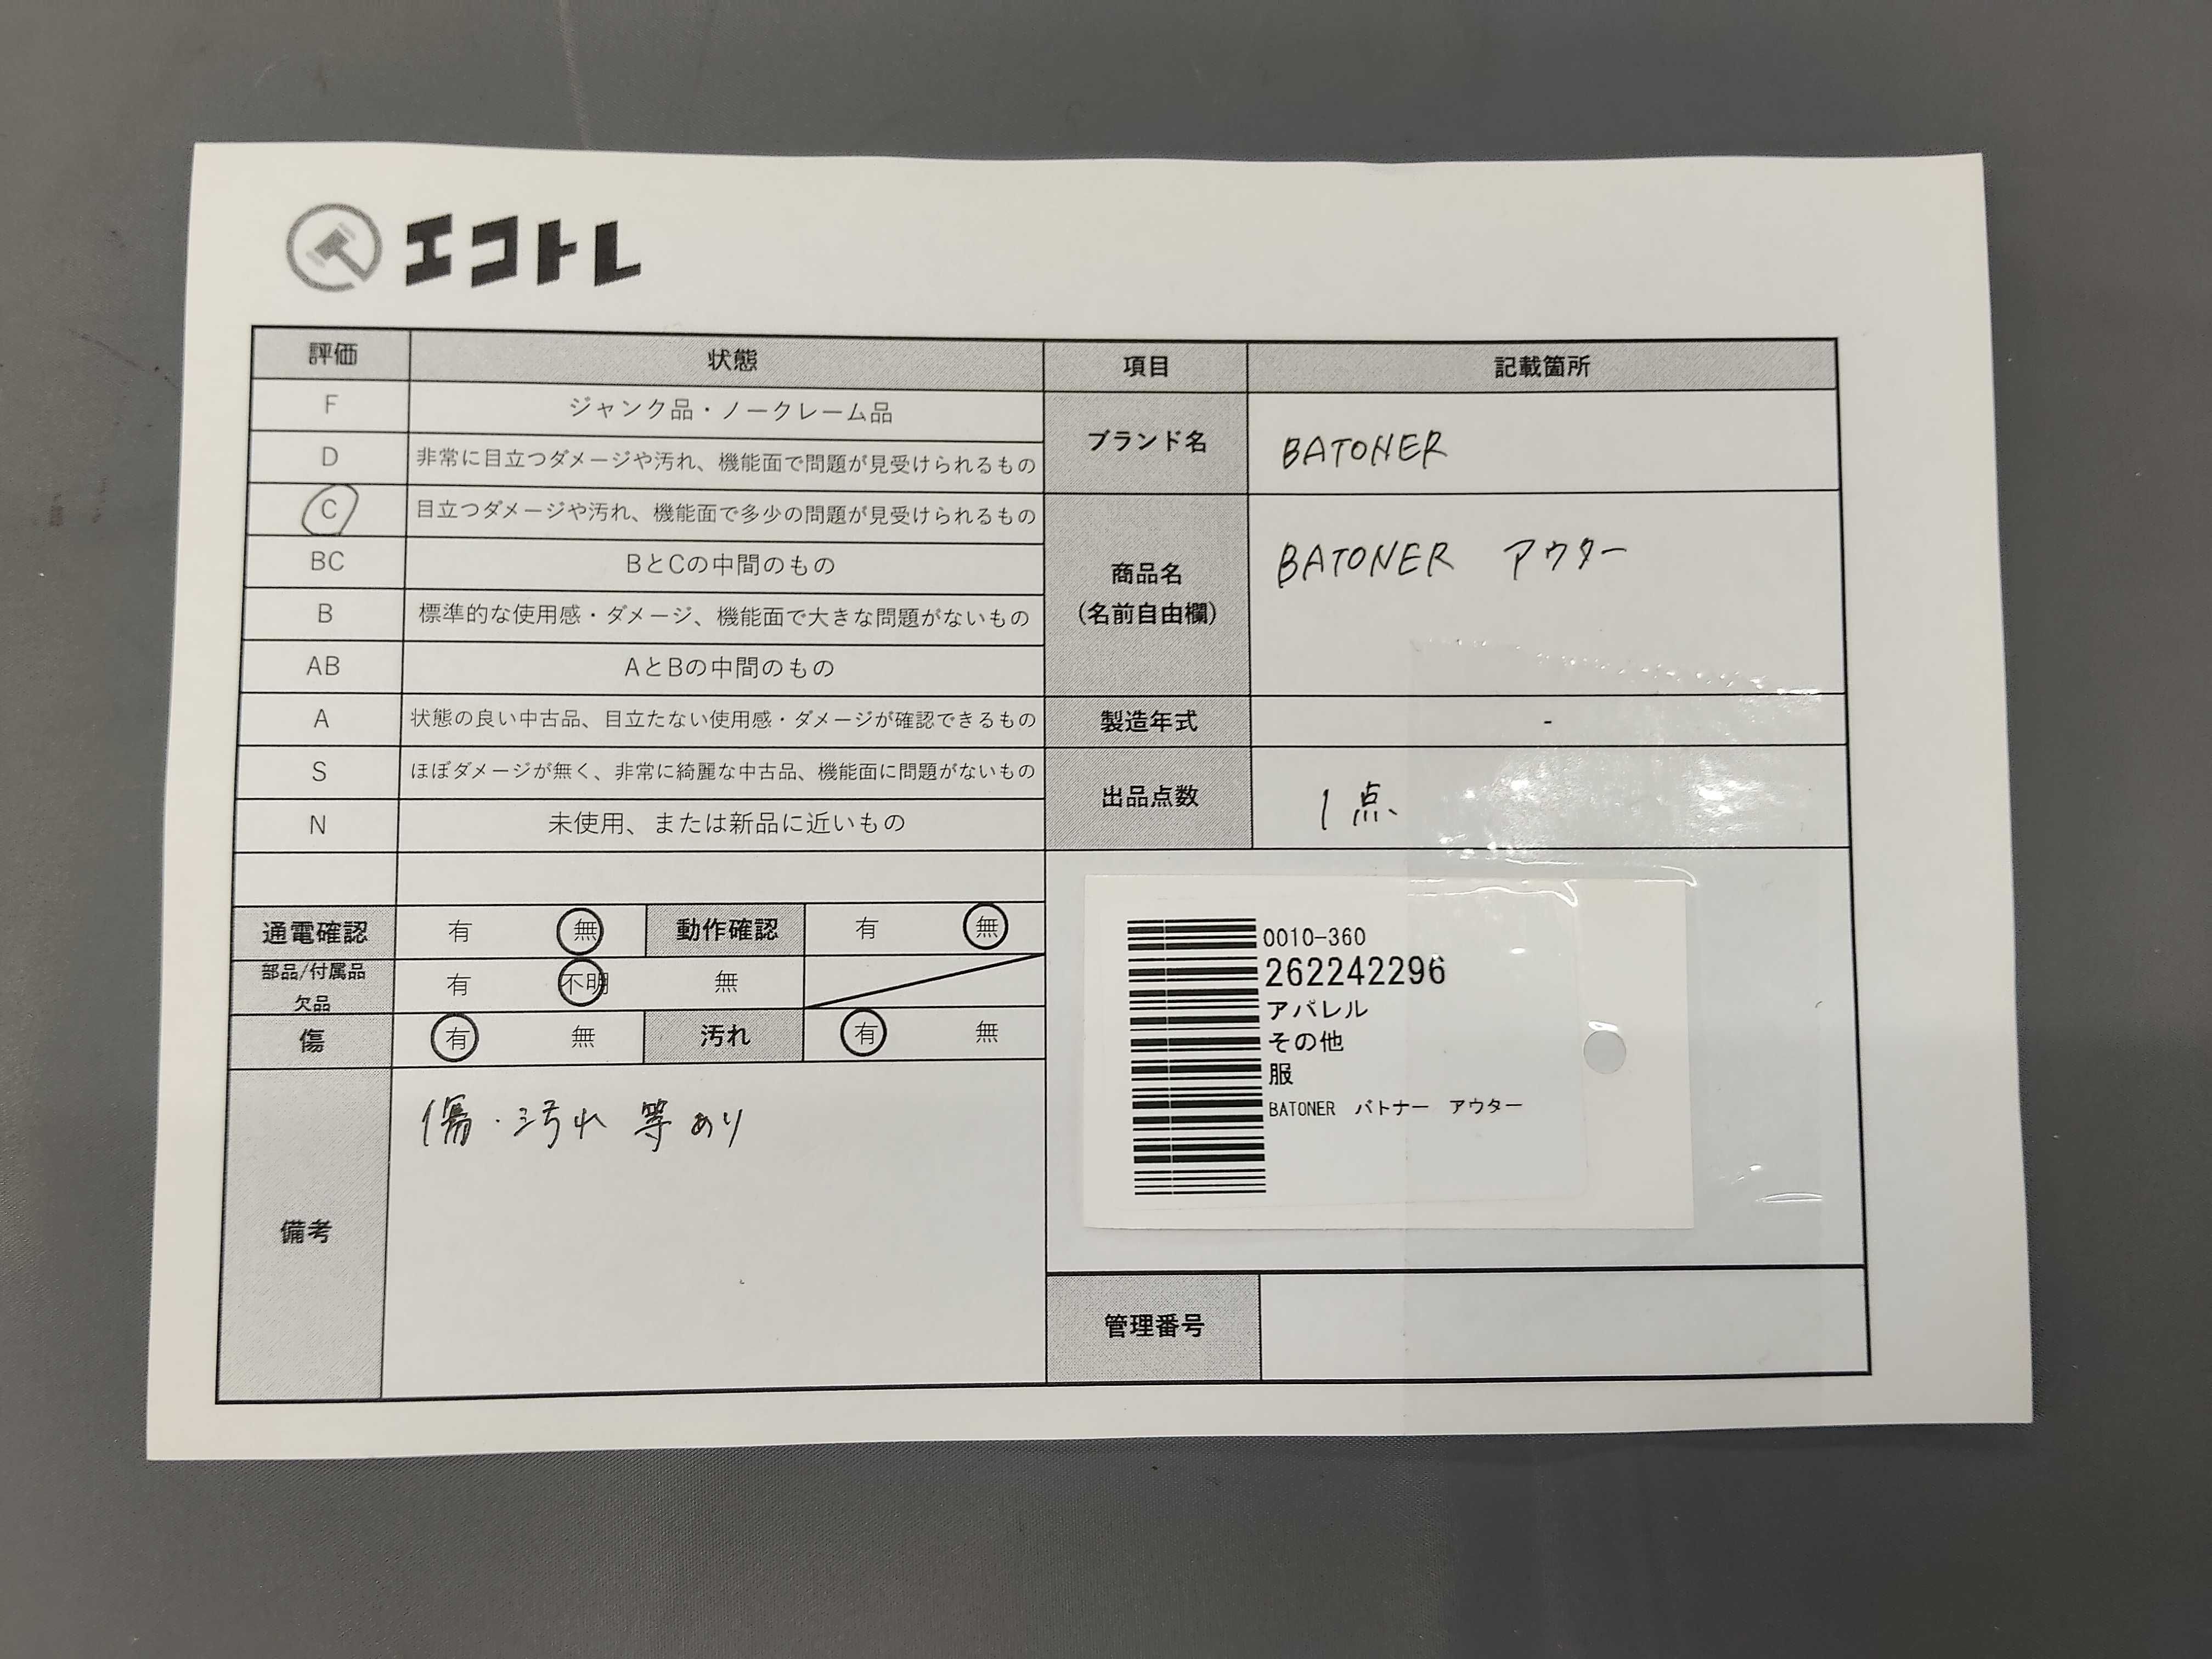 エコトレ
評価 状態 項目 記載箇所
F ジャンク品・ノークレーム品
D 非常に目立つダメージや汚れ、機能面で問題が見受けられるもの
ブランド名 BATONER
C 目立つダメージや汚れ、機能面で多少の問題が見受けられるもの
BC BとCの中間のもの
B 標準的な使用感・ダメージ、機能面で大きな問題がないもの
AB AとBの中間のもの
商品名
(名前自由欄)
BATONER アウター
A 状態の良い中古品、目立たない使用感・ダメージが確認できるもの
製造年式 -
S ほぼダメージが無く、非常に綺麗な中古品、機能面に問題がないもの
N 未使用、または新品に近いもの
出品点数 1点
通電確認 有 無 動作確認 有 無
部品/付属品
欠品
有 不明 無
傷 有 無 汚れ 有 無
備考
傷・汚れ等あり
0010-360
262242296
アパレル
その他
服
BATONER バトナー アウター
管理番号